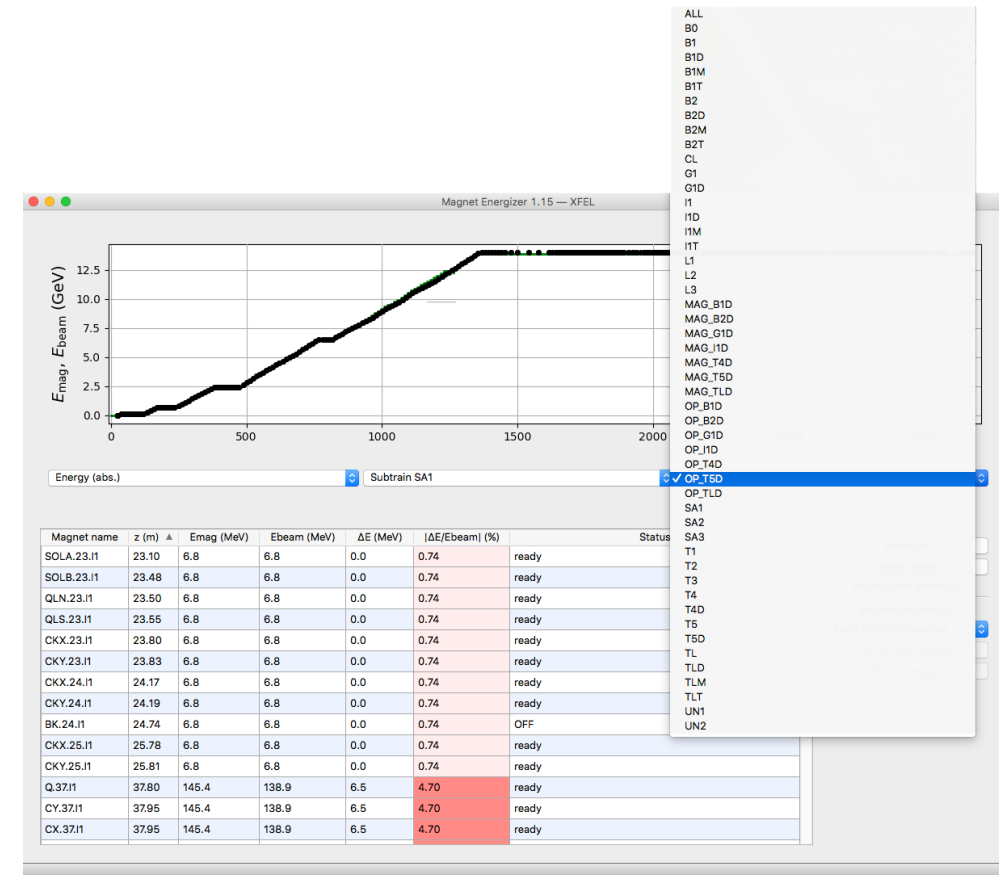 ALL
B0
B1
B1D
B1M
B1T
B2
B2D
B2M
B2T
CL
G1
G1D
I1
I1D
I1M
I1T
L1
L2
L3
MAG_B1D
MAG_B2D
MAG_G1D
MAG_I1D
MAG_T4D
MAG_T5D
MAG_TLD
OP_B1D
OP_B2D
OP_G1D
OP_I1D
OP_T4D
✓ OP_T5D
OP_TLD
SA1
SA2
SA3
T1
T2
T3
T4
T4D
T5
T5D
TL
TLD
TLM
TLT
UN1
UN2
Magnet Energizer 1.15 — XFEL
Emag, Ebeam (GeV)
12.5
10.0
7.5
5.0
2.5
0.0
0 500 1000 1500 2000
Energy (abs.) Subtrain SA1
Magnet name z (m) ▲ Emag (MeV) Ebeam (MeV) ΔE (MeV) |ΔE/Ebeam| (%) Status
SOLA.23.I1 23.10 6.8 6.8 0.0 0.74 ready
SOLB.23.I1 23.48 6.8 6.8 0.0 0.74 ready
QLN.23.I1 23.50 6.8 6.8 0.0 0.74 ready
QLS.23.I1 23.55 6.8 6.8 0.0 0.74 ready
CKX.23.I1 23.80 6.8 6.8 0.0 0.74 ready
CKY.23.I1 23.83 6.8 6.8 0.0 0.74 ready
CKX.24.I1 24.17 6.8 6.8 0.0 0.74 ready
CKY.24.I1 24.19 6.8 6.8 0.0 0.74 ready
BK.24.I1 24.74 6.8 6.8 0.0 0.74 OFF
CKX.25.I1 25.78 6.8 6.8 0.0 0.74 ready
CKY.25.I1 25.81 6.8 6.8 0.0 0.74 ready
Q.37.I1 37.80 145.4 138.9 6.5 4.70 ready
CY.37.I1 37.95 145.4 138.9 6.5 4.70 ready
CX.37.I1 37.95 145.4 138.9 6.5 4.70 ready